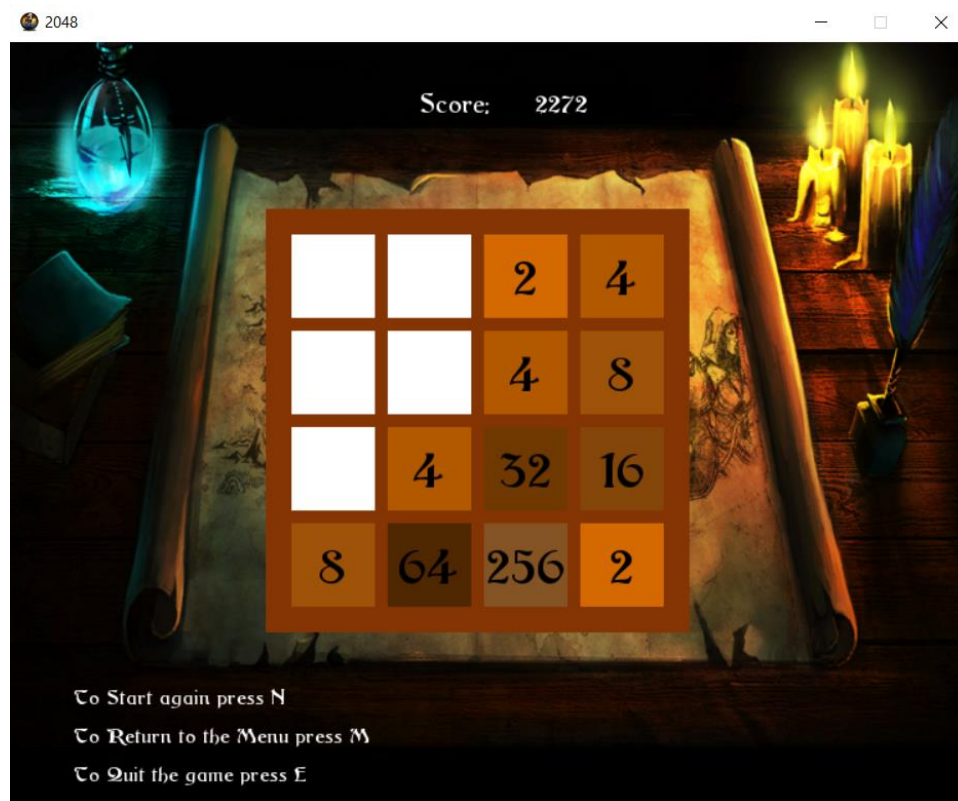 2048
Score: 2272
2 4
4 8
4 32 16
8 64 256 2
To Start again press N
To Return to the Menu press M
To Quit the game press E